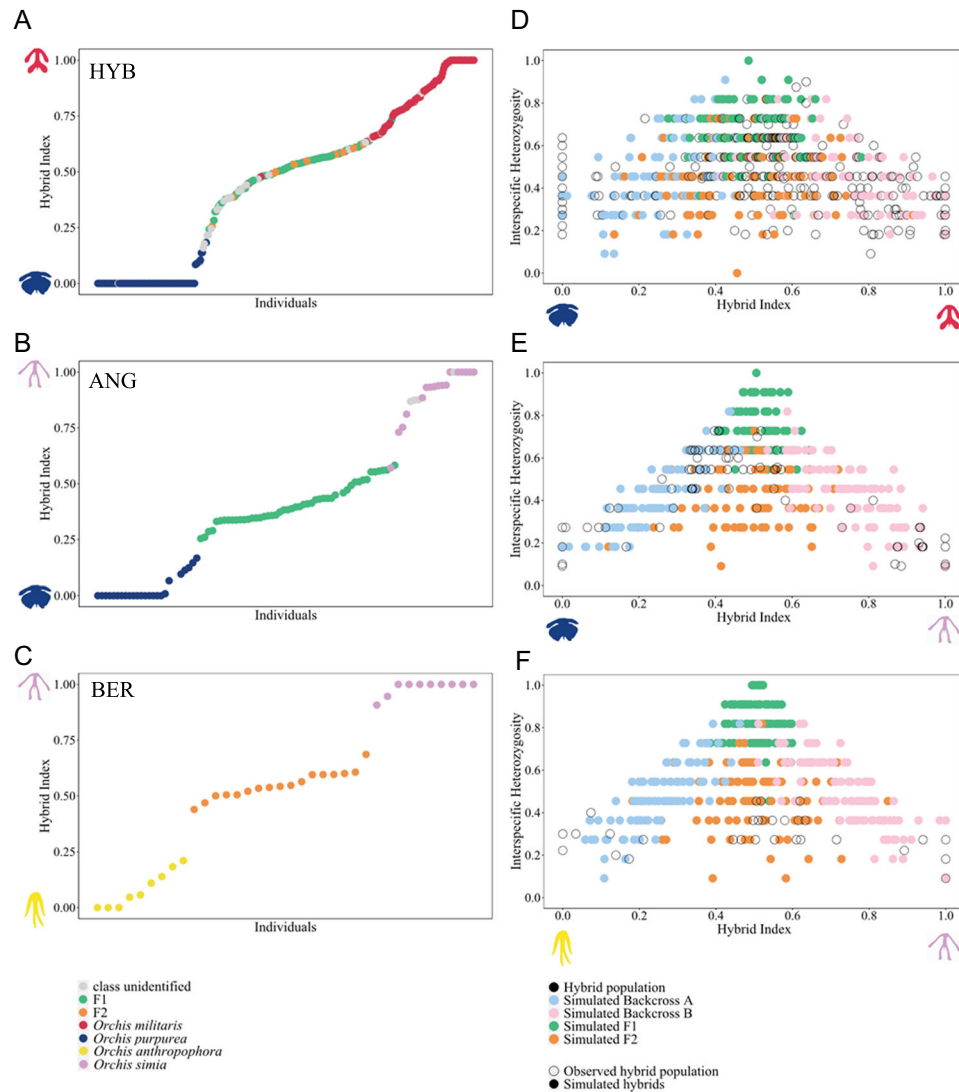 A
HYB
1.00
0.75
0.50
0.25
0.00
Hybrid Index
Individuals
B
ANG
1.00
0.75
0.50
0.25
0.00
Hybrid Index
Individuals
C
BER
1.00
0.75
0.50
0.25
0.00
Hybrid Index
Individuals
class unidentified
F1
F2
Orchis militaris
Orchis purpurea
Orchis anthropophora
Orchis simia
D
1.0
0.8
0.6
0.4
0.2
0.0
Interspecific Heterozygosity
0.0 0.2 0.4 0.6 0.8 1.0
Hybrid Index
E
1.0
0.8
0.6
0.4
0.2
0.0
Interspecific Heterozygosity
0.0 0.2 0.4 0.6 0.8 1.0
Hybrid Index
F
1.0
0.8
0.6
0.4
0.2
0.0
Interspecific Heterozygosity
0.0 0.2 0.4 0.6 0.8 1.0
Hybrid Index
Hybrid population
Simulated Backcross A
Simulated Backcross B
Simulated F1
Simulated F2
Observed hybrid population
Simulated hybrids